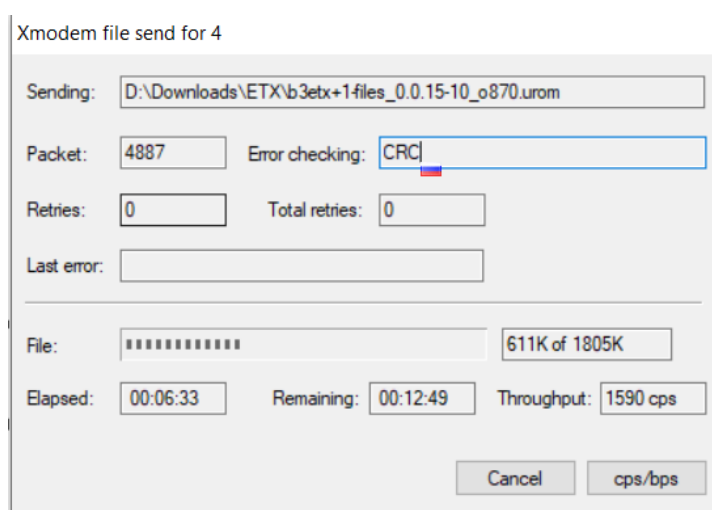 Xmodem file send for 4
Sending: D:\Downloads\ETX\b3etx+1-files_0.0.15-10_o870.urom
Packet: 4887 Error checking: CRC
Retries: 0 Total retries: 0
Last error:
File: 611K of 1805K
Elapsed: 00:06:33 Remaining: 00:12:49 Throughput: 1590 cps
Cancel cps/bps